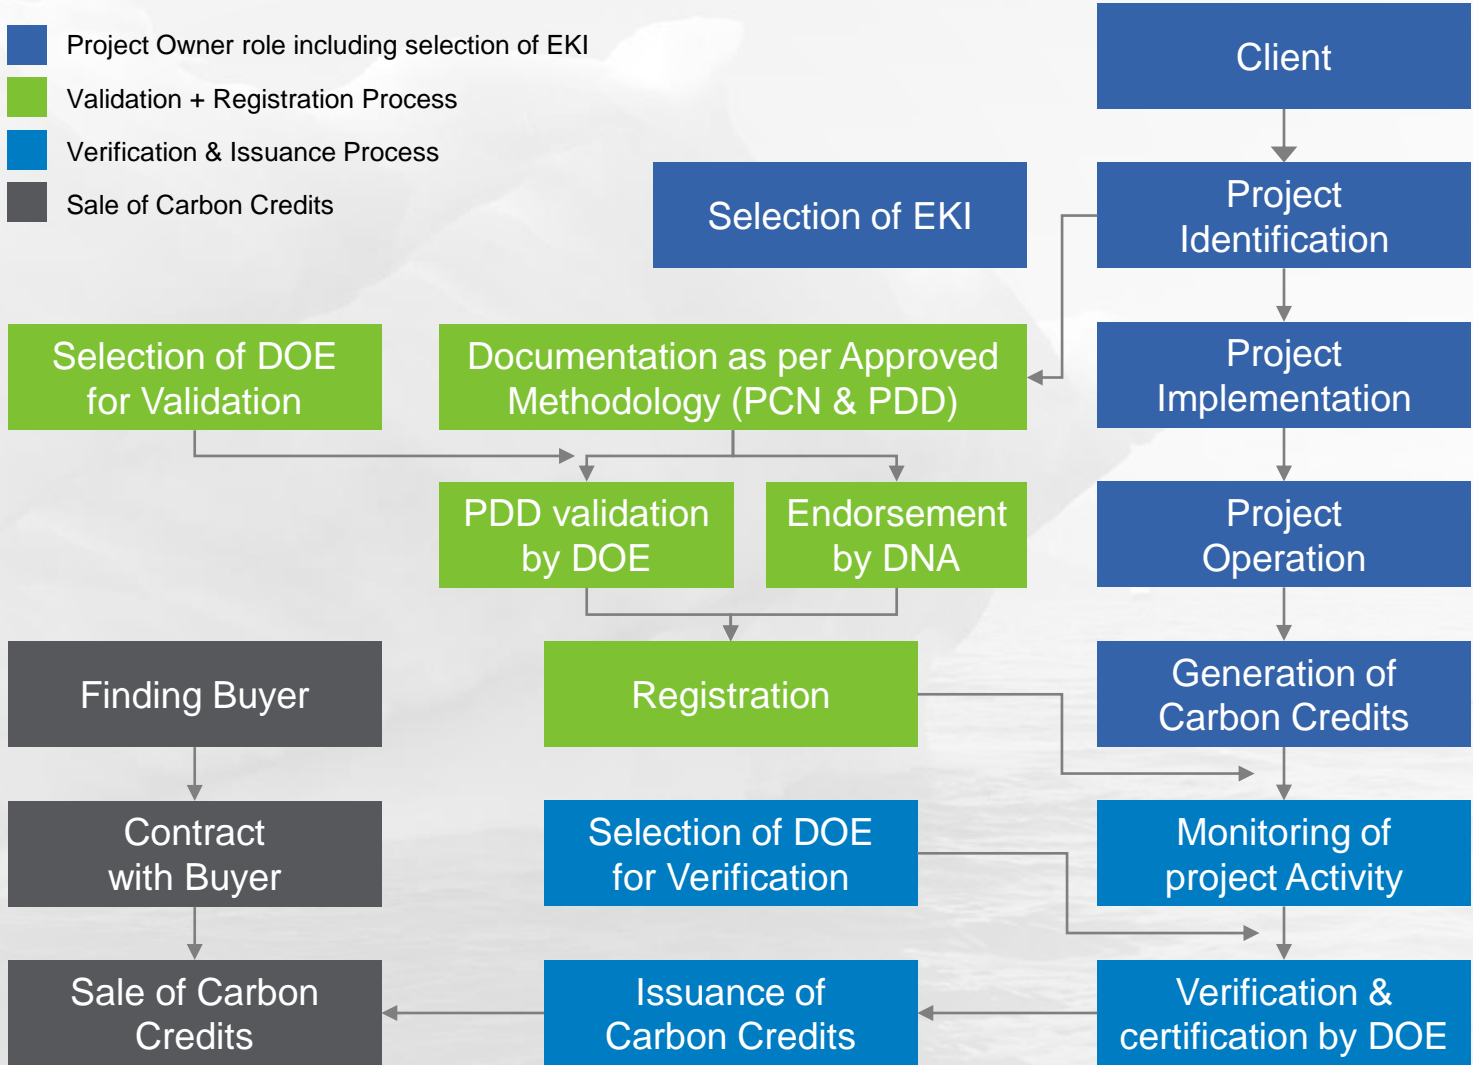 Project Owner role including selection of EKI
Validation + Registration Process
Verification & Issuance Process
Sale of Carbon Credits
Client
Selection of EKI
Project
Identification
Selection of DOE
for Validation
Documentation as per Approved
Methodology (PCN & PDD)
Project
Implementation
PDD validation
by DOE
Endorsement
by DNA
Project
Operation
Finding Buyer
Registration
Generation of
Carbon Credits
Contract
with Buyer
Selection of DOE
for Verification
Monitoring of
project Activity
Sale of Carbon
Credits
Issuance of
Carbon Credits
Verification &
certification by DOE